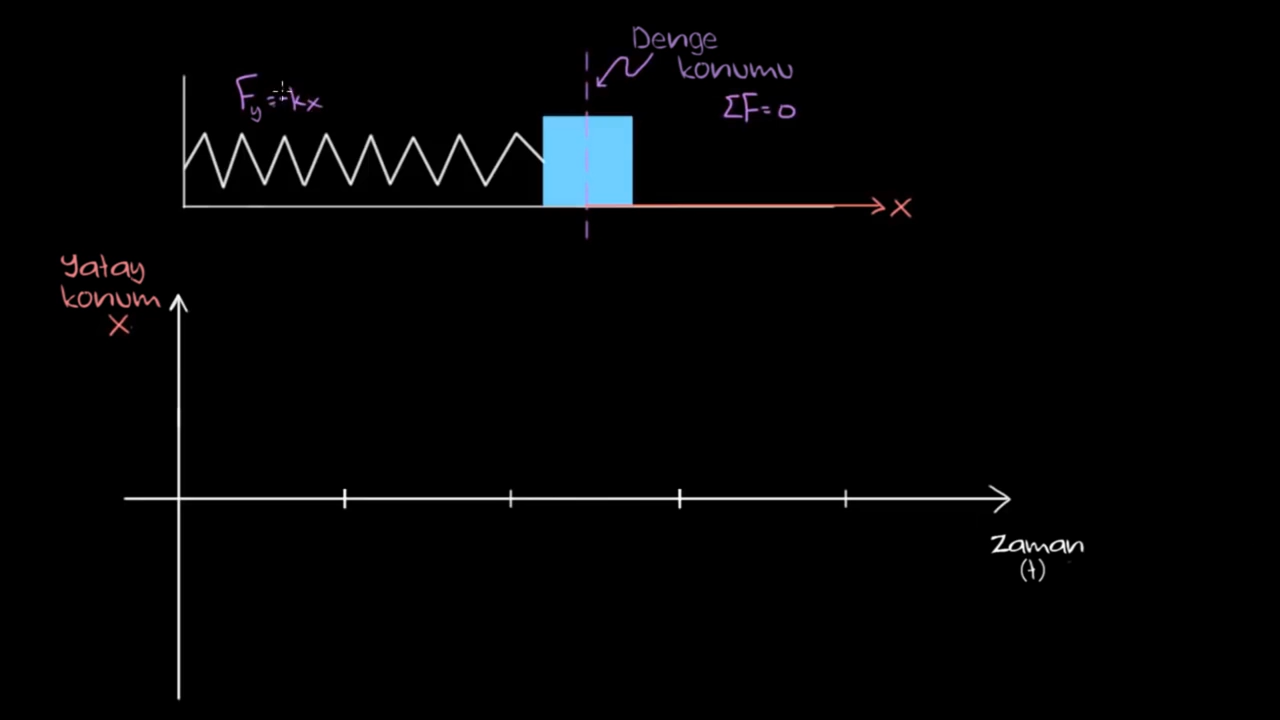 Denge
konumu
ΣF=0
Fy=-kx
X
Yatay
konum
X
Zaman
(t)